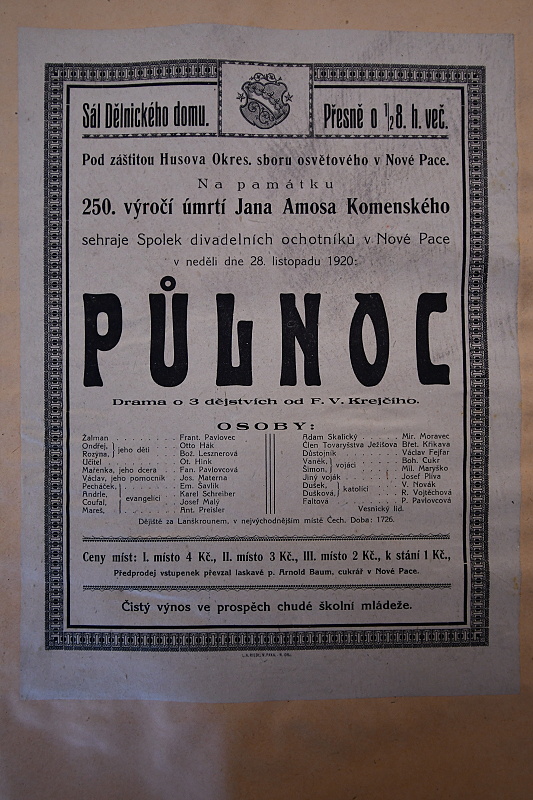 Sál Dělnického domu.
Přesně o 1/2 8. h. več.
Pod záštitou Husova Okres. sboru osvětového v Nové Pace.
Na památku
250. výročí úmrtí Jana Amosa Komenského
sehraje Spolek divadelních ochotníků v Nové Pace
v neděli dne 28. listopadu 1920:
PŮLNOC
Drama o 3 dějstvích od F. V. Krejčího.
OSOBY:
Žalman . . . . . Frant. Pavlovec
Ondřej, } jeho děti . . Otto Hák
Rozyna, . . Bož. Lesznerová
Učitel . . . . . Ot. Hink
Mařenka, jeho dcera . . Fan. Pavlovcová
Václav, jeho pomocník . Jos. Materna
Pecháček, } evangelíci . Em. Šavlík
Andrle, Karel Schreiber
Coufal, Josef Malý
Mareš, Ant. Preisler
Adam Skalický . . . Mir. Moravec
Člen Tovaryšstva Ježíšova Břet. Křikava
Důstojník . . . . Václav Fejfar
Vaněk, } vojáci . . Boh. Cukr
Šimon, Mil. Maryško
Jiný voják . . . Josef Plíva
Dušek, } katolíci . . V. Novák
Dušková, R. Vojtěchová
Faltova . . . . P. Pavlovcová
Vesnický lid.
Dějiště za Lanškrounem, v nejvýchodnějším místě Čech. Doba: 1726.
Ceny míst: I. místo 4 Kč., II. místo 3 Kč., III. místo 2 Kč., k stání 1 Kč.,
Předprodej vstupenek převzal laskavě p. Arnold Baum, cukrář v Nové Pace.
Čistý výnos ve prospěch chudé školní mládeže.